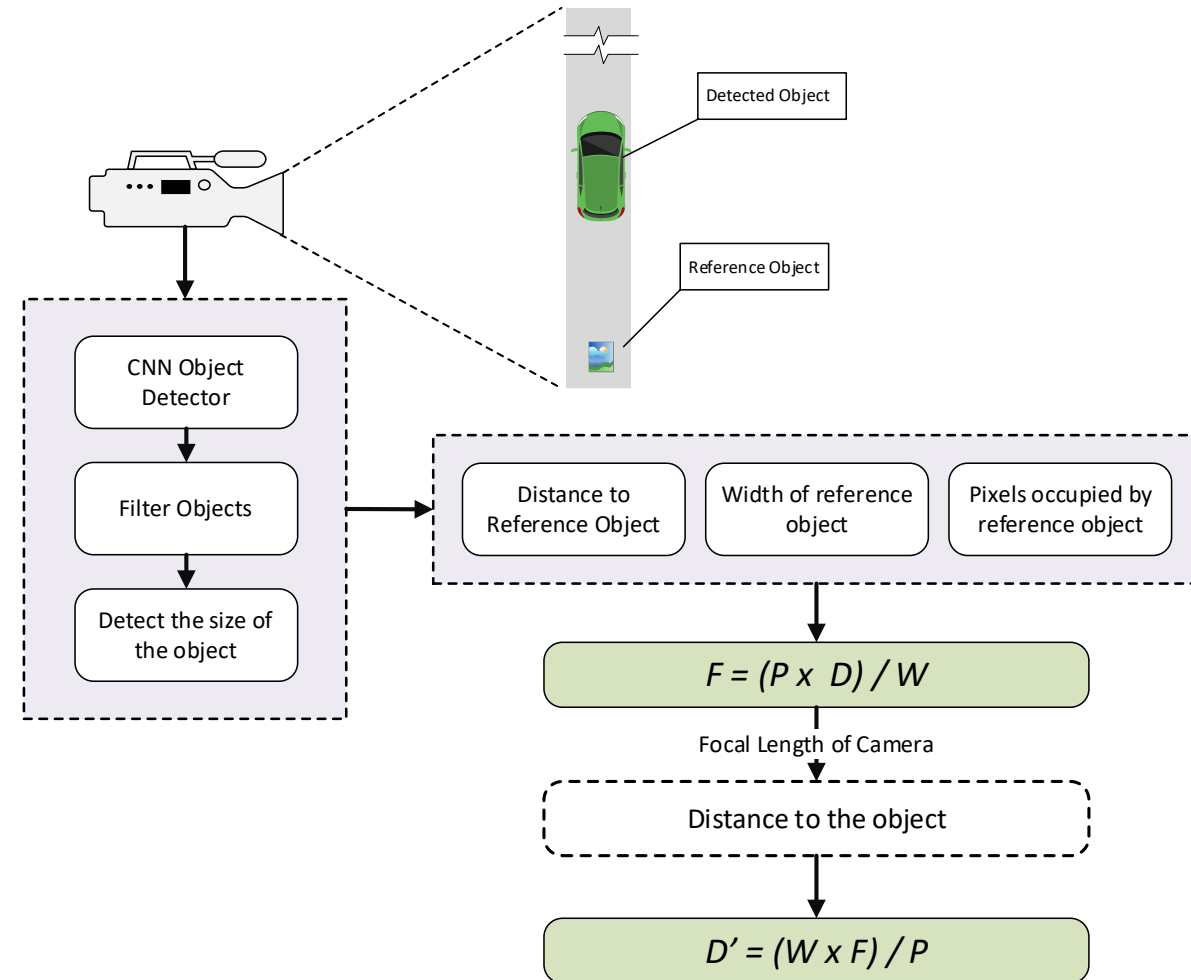 Detected Object
Reference Object
CNN Object
Detector
Filter Objects
Detect the size of
the object
Distance to
Reference Object
Width of reference
object
Pixels occupied by
reference object
F = (P x D) / W
Focal Length of Camera
Distance to the object
D’ = (W x F) / P